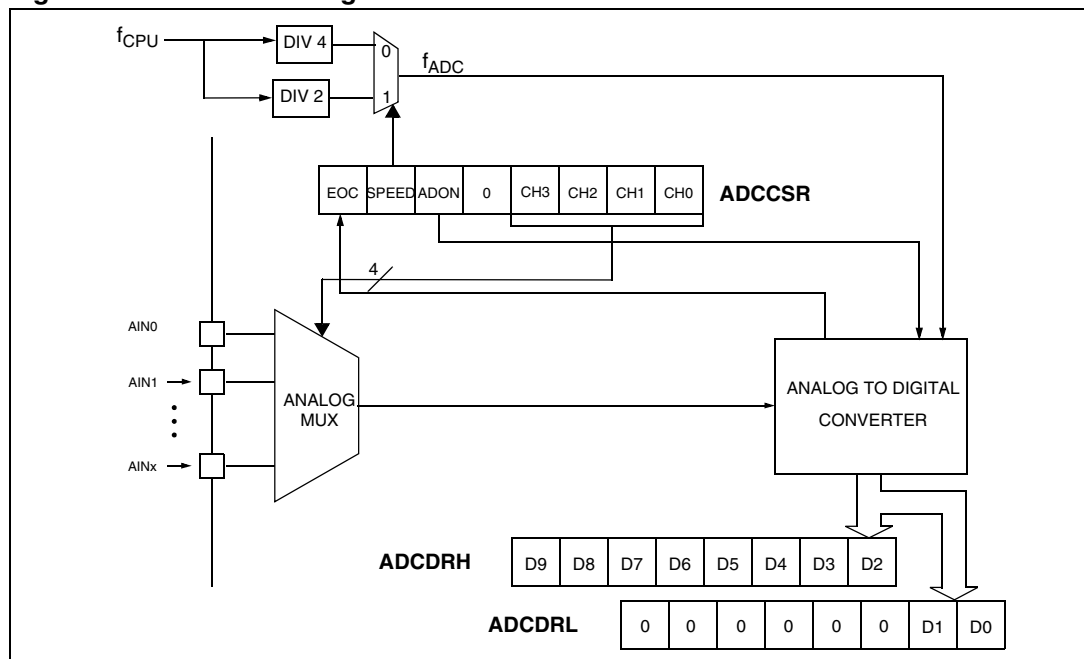 f_CPU
DIV 4
0
f_ADC
DIV 2
1
EOC SPEED ADON 0 CH3 CH2 CH1 CH0 ADCCSR
4
AIN0
AIN1
AINx
ANALOG
MUX
ANALOG TO DIGITAL
CONVERTER
ADCDRH D9 D8 D7 D6 D5 D4 D3 D2
ADCDRL 0 0 0 0 0 0 D1 D0